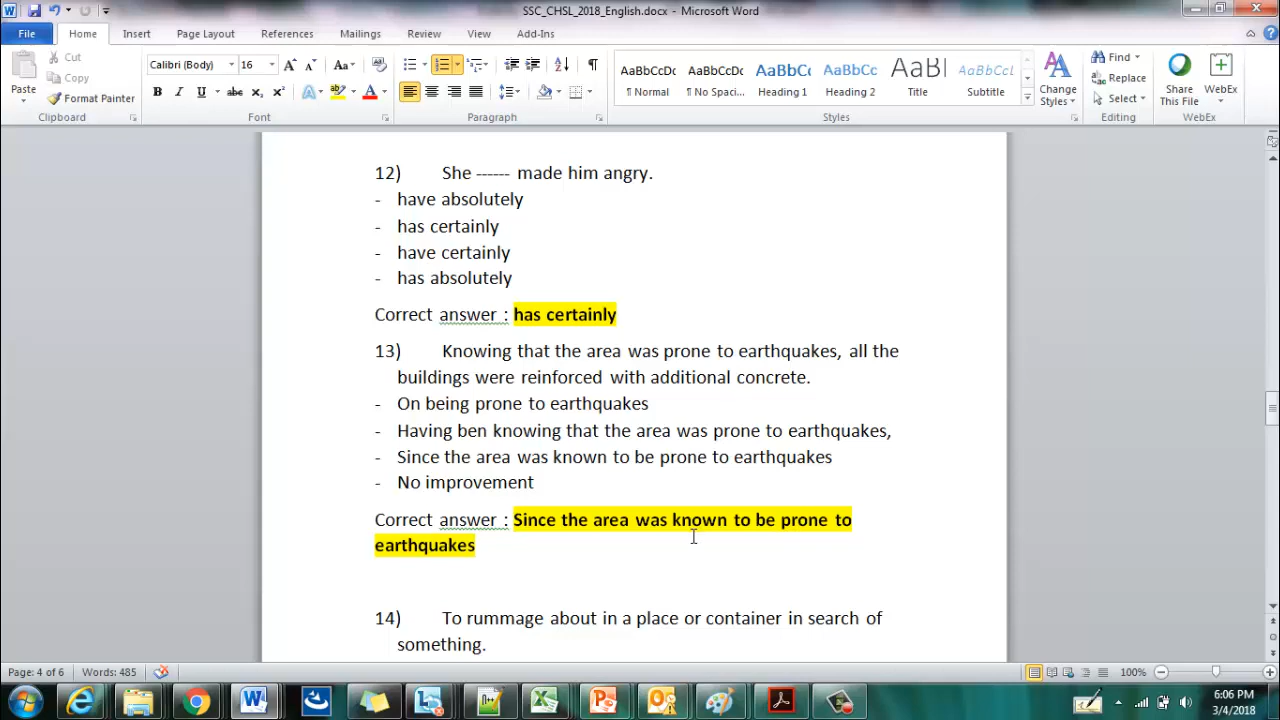 SSC_CHSL_2018_English.docx - Microsoft Word
File Home Insert Page Layout References Mailings Review View Add-Ins
Paste
Cut
Copy
Format Painter
Clipboard
Calibri (Body) 16
Font
Paragraph
AaBbCcDc AaBbCcDc AaBbCc AaBbCc AaBl AaBbCcDc
¶ Normal ¶ No Spaci... Heading 1 Heading 2 Title Subtitle
Change Styles
Styles
Find
Replace
Select
Editing
Share This File
WebEx
WebEx
12) She ------ made him angry.
- have absolutely
- has certainly
- have certainly
- has absolutely
Correct answer : has certainly
13) Knowing that the area was prone to earthquakes, all the
buildings were reinforced with additional concrete.
- On being prone to earthquakes
- Having ben knowing that the area was prone to earthquakes,
- Since the area was known to be prone to earthquakes
- No improvement
Correct answer : Since the area was known to be prone to
earthquakes
14) To rummage about in a place or container in search of
something.
Page: 4 of 6 Words: 485 100%
6:06 PM
3/4/2018